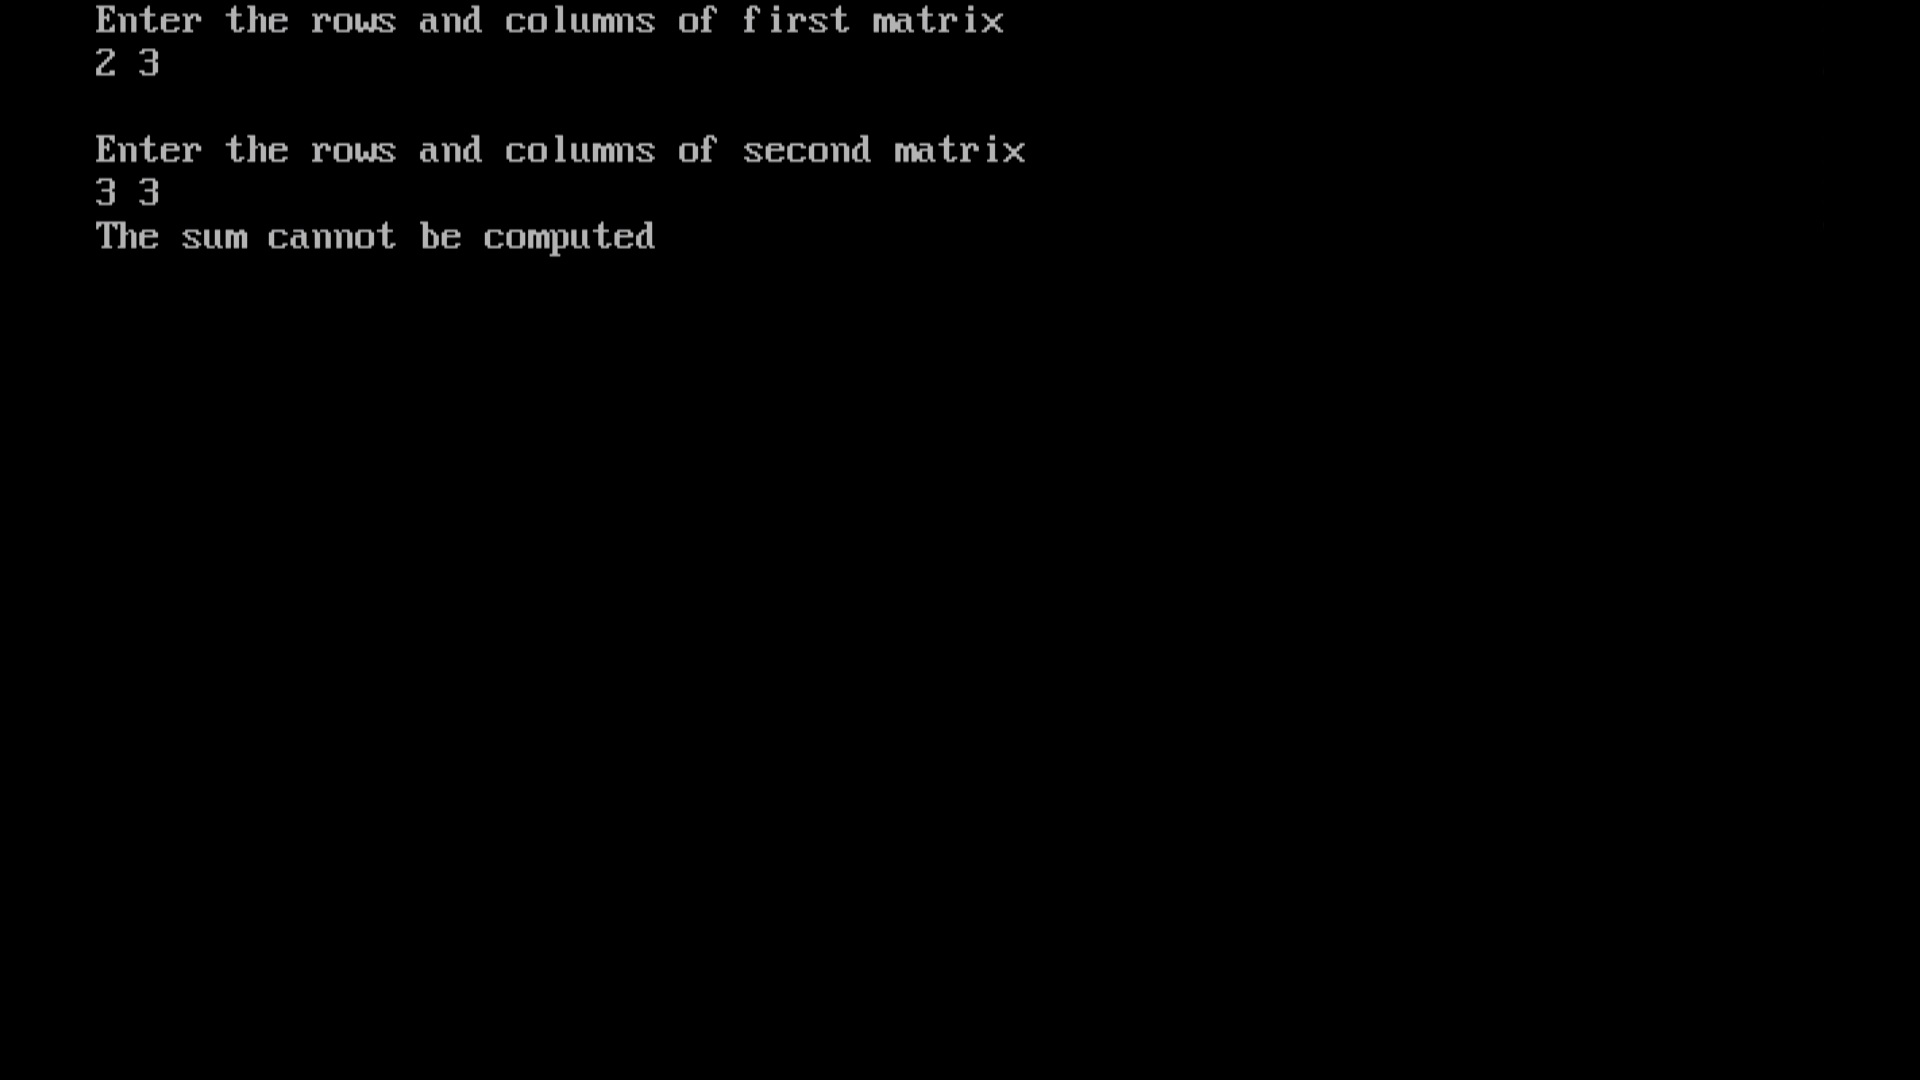 Enter the rows and columns of first matrix
2 3
Enter the rows and columns of second matrix
3 3
The sum cannot be computed